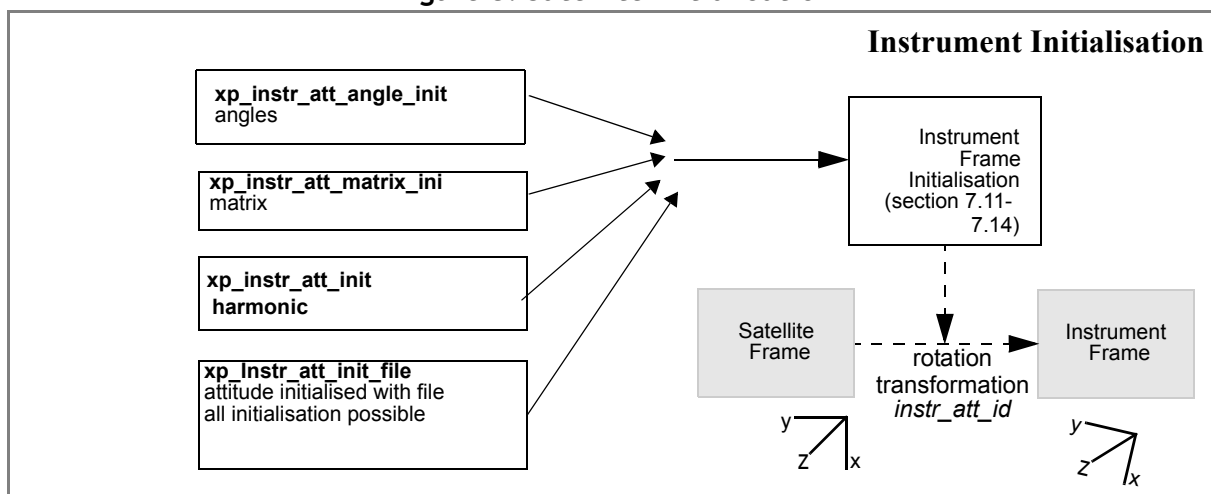 Instrument Initialisation
xp_instr_att_angle_init
angles
xp_instr_att_matrix_ini
matrix
xp_instr_att_init
harmonic
xp_Instr_att_init_file
attitude initialised with file
all initialisation possible
Instrument
Frame
Initialisation
(section 7.11-
7.14)
Satellite
Frame
rotation
transformation
instr_att_id
Instrument
Frame
y
z
x
y
z
x